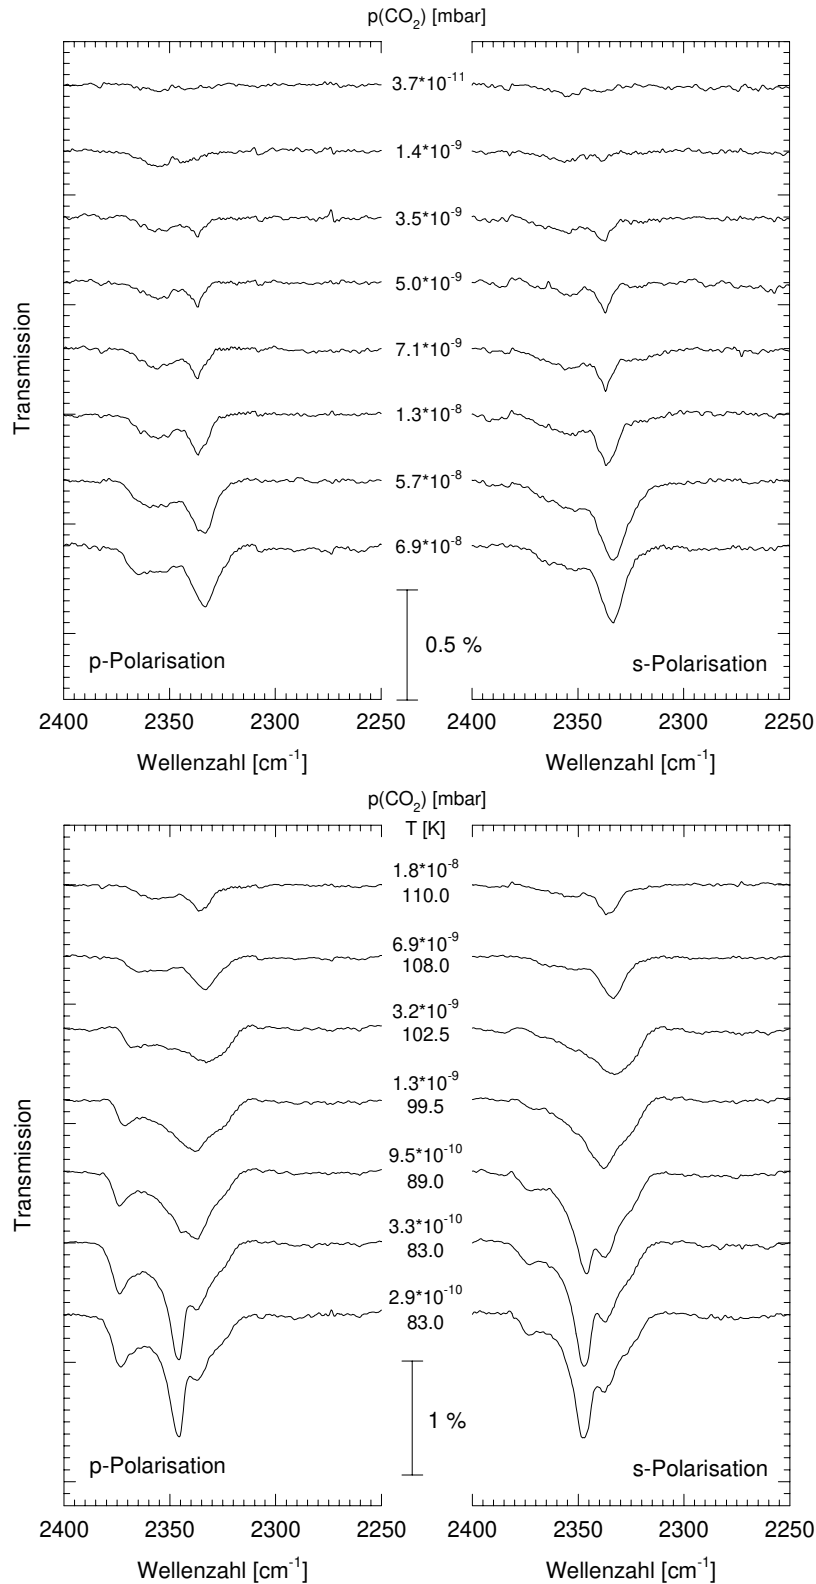 p(CO₂) [mbar]
3.7*10⁻¹¹
1.4*10⁻⁹
3.5*10⁻⁹
5.0*10⁻⁹
7.1*10⁻⁹
1.3*10⁻⁸
5.7*10⁻⁸
6.9*10⁻⁸
Transmission
0.5 %
p-Polarisation
s-Polarisation
2400 2350 2300 2250 2400 2350 2300 2250
Wellenzahl [cm⁻¹] Wellenzahl [cm⁻¹]
p(CO₂) [mbar]
T [K]
1.8*10⁻⁸
110.0
6.9*10⁻⁹
108.0
3.2*10⁻⁹
102.5
1.3*10⁻⁹
99.5
9.5*10⁻¹⁰
89.0
3.3*10⁻¹⁰
83.0
2.9*10⁻¹⁰
83.0
Transmission
1 %
p-Polarisation
s-Polarisation
2400 2350 2300 2250 2400 2350 2300 2250
Wellenzahl [cm⁻¹] Wellenzahl [cm⁻¹]